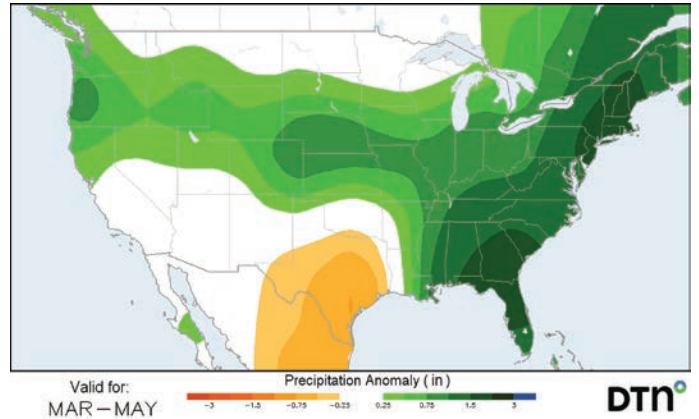 Valid for:
MAR-MAY
Precipitation Anomaly ( in )
-3 -1.5 -0.75 -0.25 0.25 0.75 1.5 3
DTN